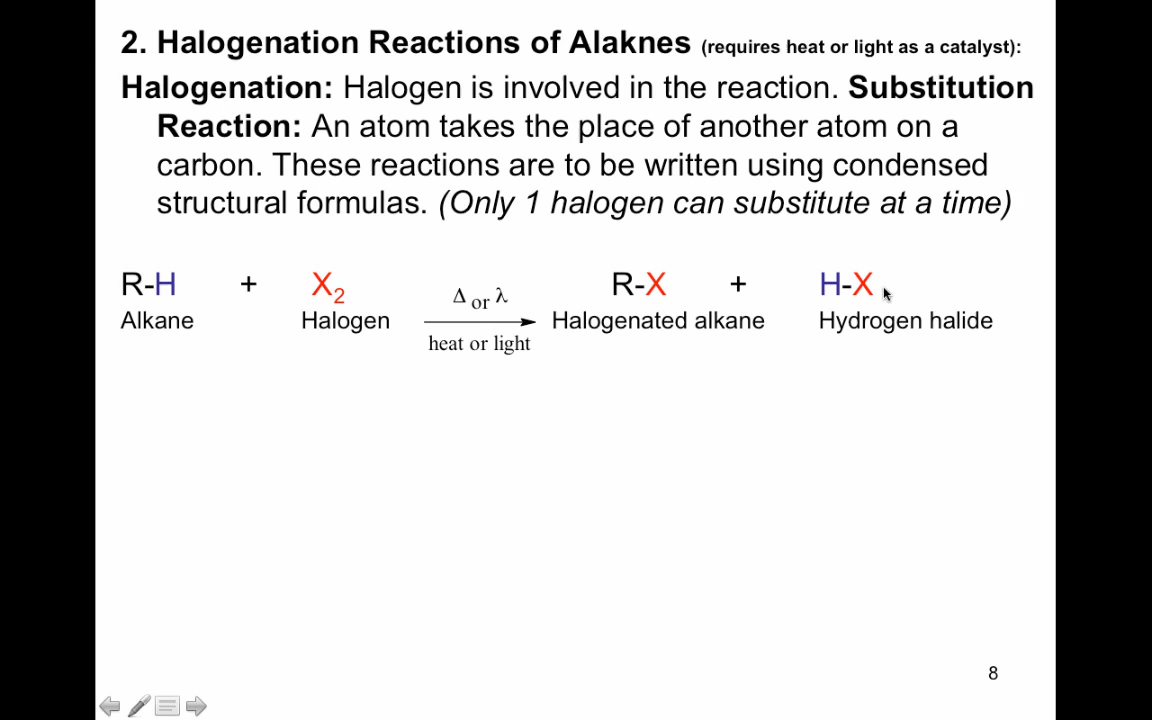 2. Halogenation Reactions of Alaknes (requires heat or light as a catalyst):
Halogenation: Halogen is involved in the reaction. Substitution
Reaction: An atom takes the place of another atom on a
carbon. These reactions are to be written using condensed
structural formulas. (Only 1 halogen can substitute at a time)
R-H + X2 Δ or λ R-X + H-X
Alkane Halogen Halogenated alkane Hydrogen halide
heat or light
8